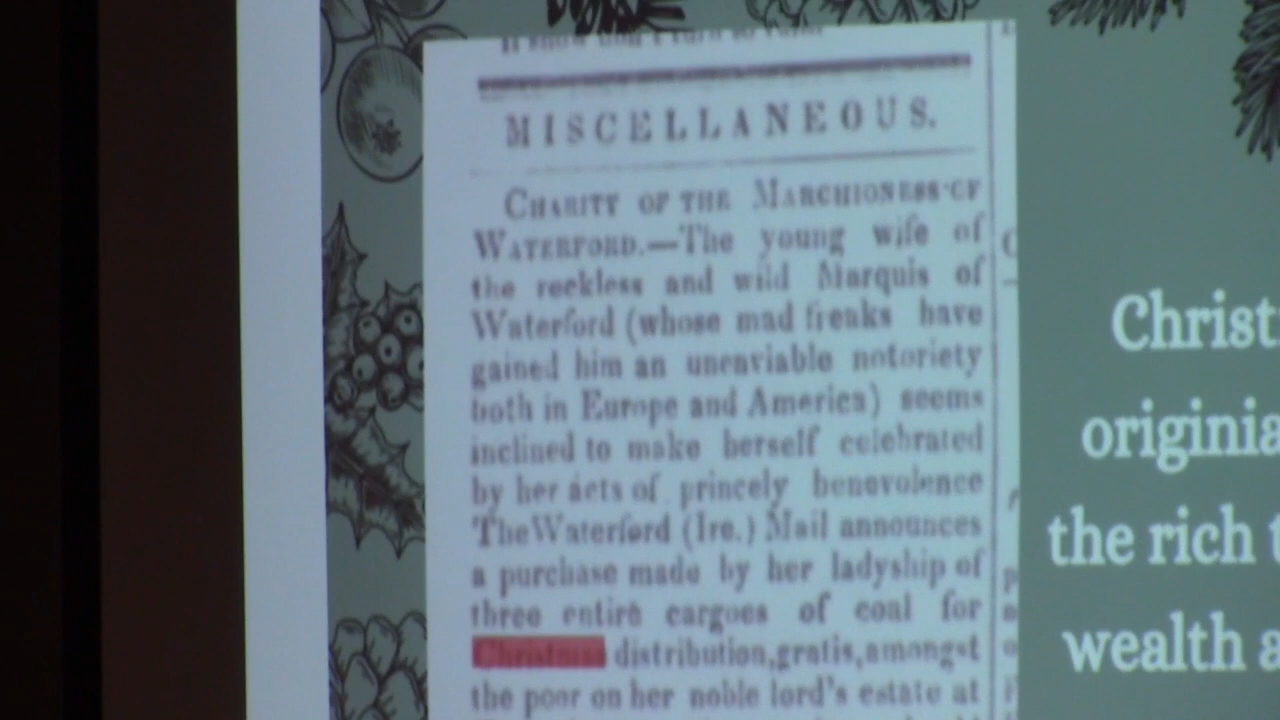 MISCELLANEOUS.
CHARITY OF THE MARCHIONESS OF
WATERFORD.—The young wife of
the reckless and wild Marquis of
Waterford (whose mad freaks have
gained him an unenviable notoriety
both in Europe and America) seems
inclined to make herself celebrated
by her acts of princely benevolence
The Waterford (Ire.) Mail announces
a purchase made by her ladyship of
three entire cargoes of coal for
Christmas distribution, gratis, amongst
the poor on her noble lord's estate at
Christ
originia
the rich t
wealth a